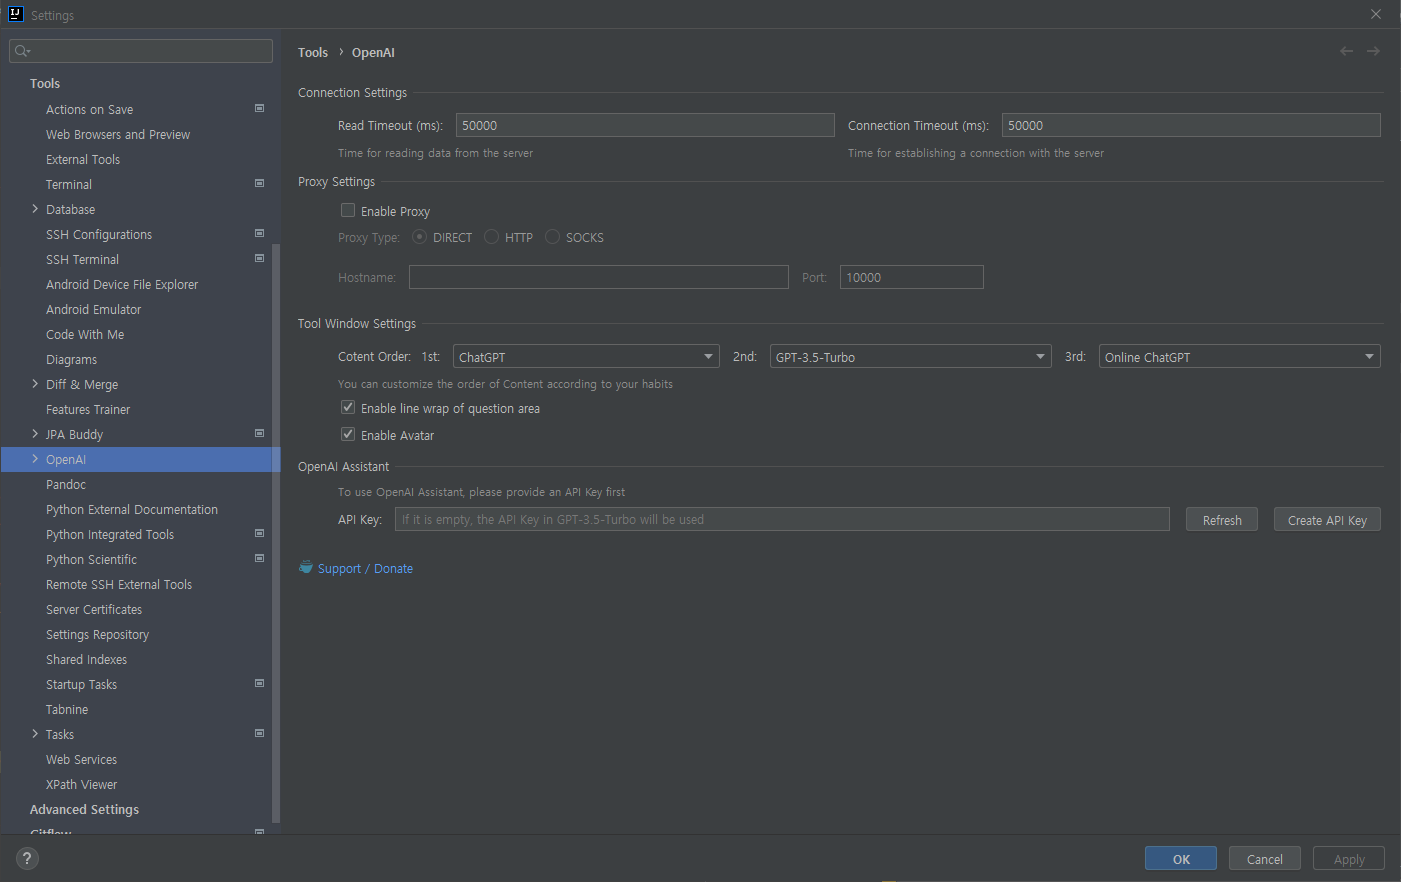 IJ
Settings
Tools
Actions on Save
Web Browsers and Preview
External Tools
Terminal
Database
SSH Configurations
SSH Terminal
Android Device File Explorer
Android Emulator
Code With Me
Diagrams
Diff & Merge
Features Trainer
JPA Buddy
OpenAI
Pandoc
Python External Documentation
Python Integrated Tools
Python Scientific
Remote SSH External Tools
Server Certificates
Settings Repository
Shared Indexes
Startup Tasks
Tabnine
Tasks
Web Services
XPath Viewer
Advanced Settings
Gitflow
Tools › OpenAI
Connection Settings
Read Timeout (ms): 50000 Connection Timeout (ms): 50000
Time for reading data from the server Time for establishing a connection with the server
Proxy Settings
Enable Proxy
Proxy Type: DIRECT HTTP SOCKS
Hostname: Port: 10000
Tool Window Settings
Cotent Order: 1st: ChatGPT 2nd: GPT-3.5-Turbo 3rd: Online ChatGPT
You can customize the order of Content according to your habits
Enable line wrap of question area
Enable Avatar
OpenAI Assistant
To use OpenAI Assistant, please provide an API Key first
API Key: If it is empty, the API Key in GPT-3.5-Turbo will be used Refresh Create API Key
Support / Donate
? OK Cancel Apply